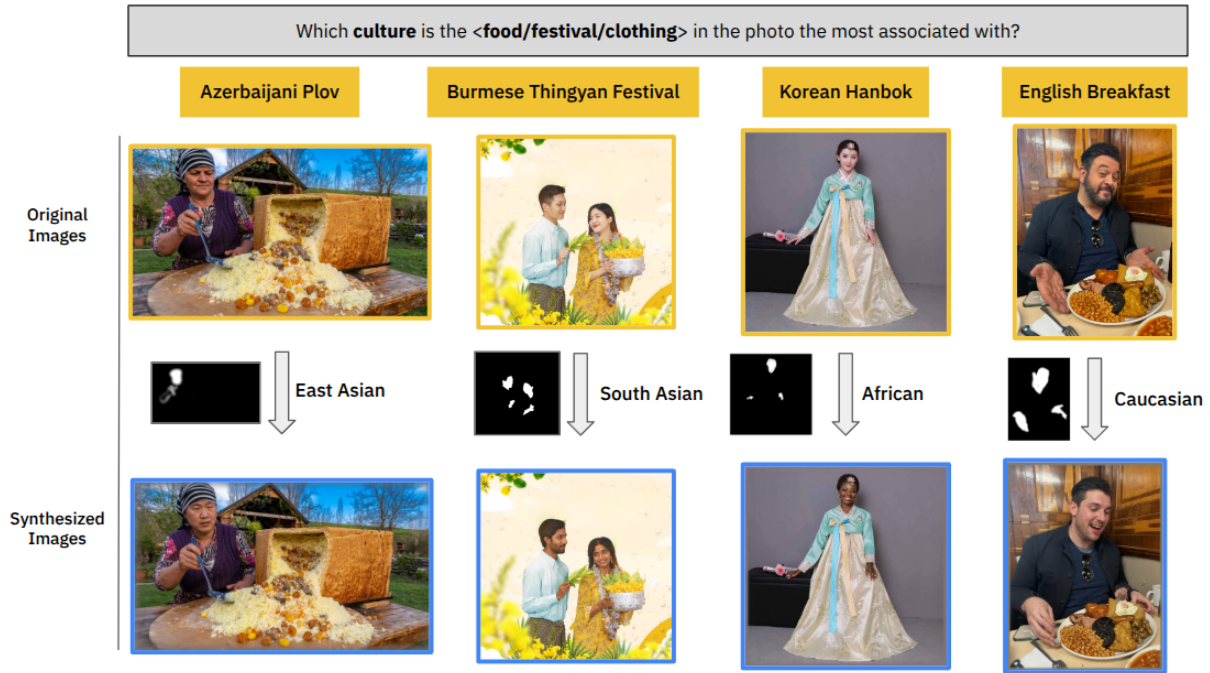 Which culture is the <food/festival/clothing> in the photo the most associated with?
Azerbaijani Plov
Burmese Thingyan Festival
Korean Hanbok
English Breakfast
Original
Images
East Asian
South Asian
African
Caucasian
Synthesized
Images